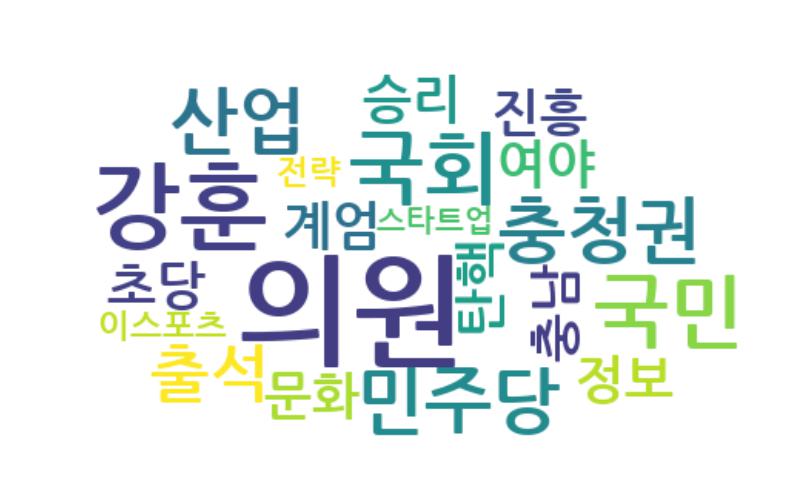 승리
산업
진흥
국회
여야
전략
강훈
계엄
스타트업
충청권
탄핵
초당
의원
충남
국민
이스포츠
출석
문화
민주당
정보